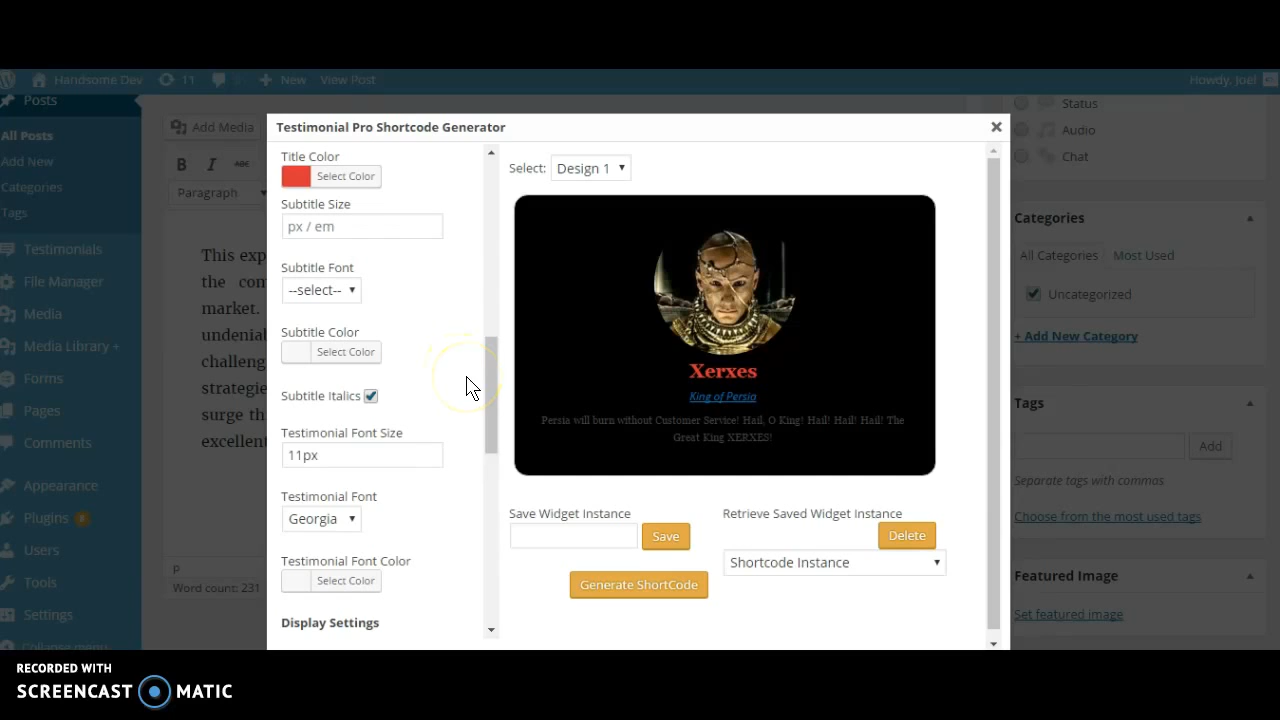 Handsome Dev
11
New
View Post
Howdy, Joel
Posts
All Posts
Add New
Categories
Tags
Testimonials
File Manager
Media
Media Library +
Forms
Pages
Comments
Appearance
Plugins
Users
Tools
Settings
Collapse menu
Add Media
B I ABC
Paragraph
This exp
the con
market.
undenial
challeng
strategie
surge th
excellent
p
Word count: 231
Testimonial Pro Shortcode Generator
Title Color
Select Color
Subtitle Size
px / em
Subtitle Font
--select--
Subtitle Color
Select Color
Subtitle Italics
Testimonial Font Size
11px
Testimonial Font
Georgia
Testimonial Font Color
Select Color
Display Settings
Select: Design 1
Xerxes
King of Persia
Persia will burn without Customer Service! Hail, O King! Hail! Hail! Hail! The
Great King XERXES!
Save Widget Instance
Save
Retrieve Saved Widget Instance
Delete
Shortcode Instance
Generate ShortCode
Status
Audio
Chat
Categories
All Categories Most Used
Uncategorized
+ Add New Category
Tags
Add
Separate tags with commas
Choose from the most used tags
Featured Image
Set featured image
RECORDED WITH
SCREENCAST MATIC